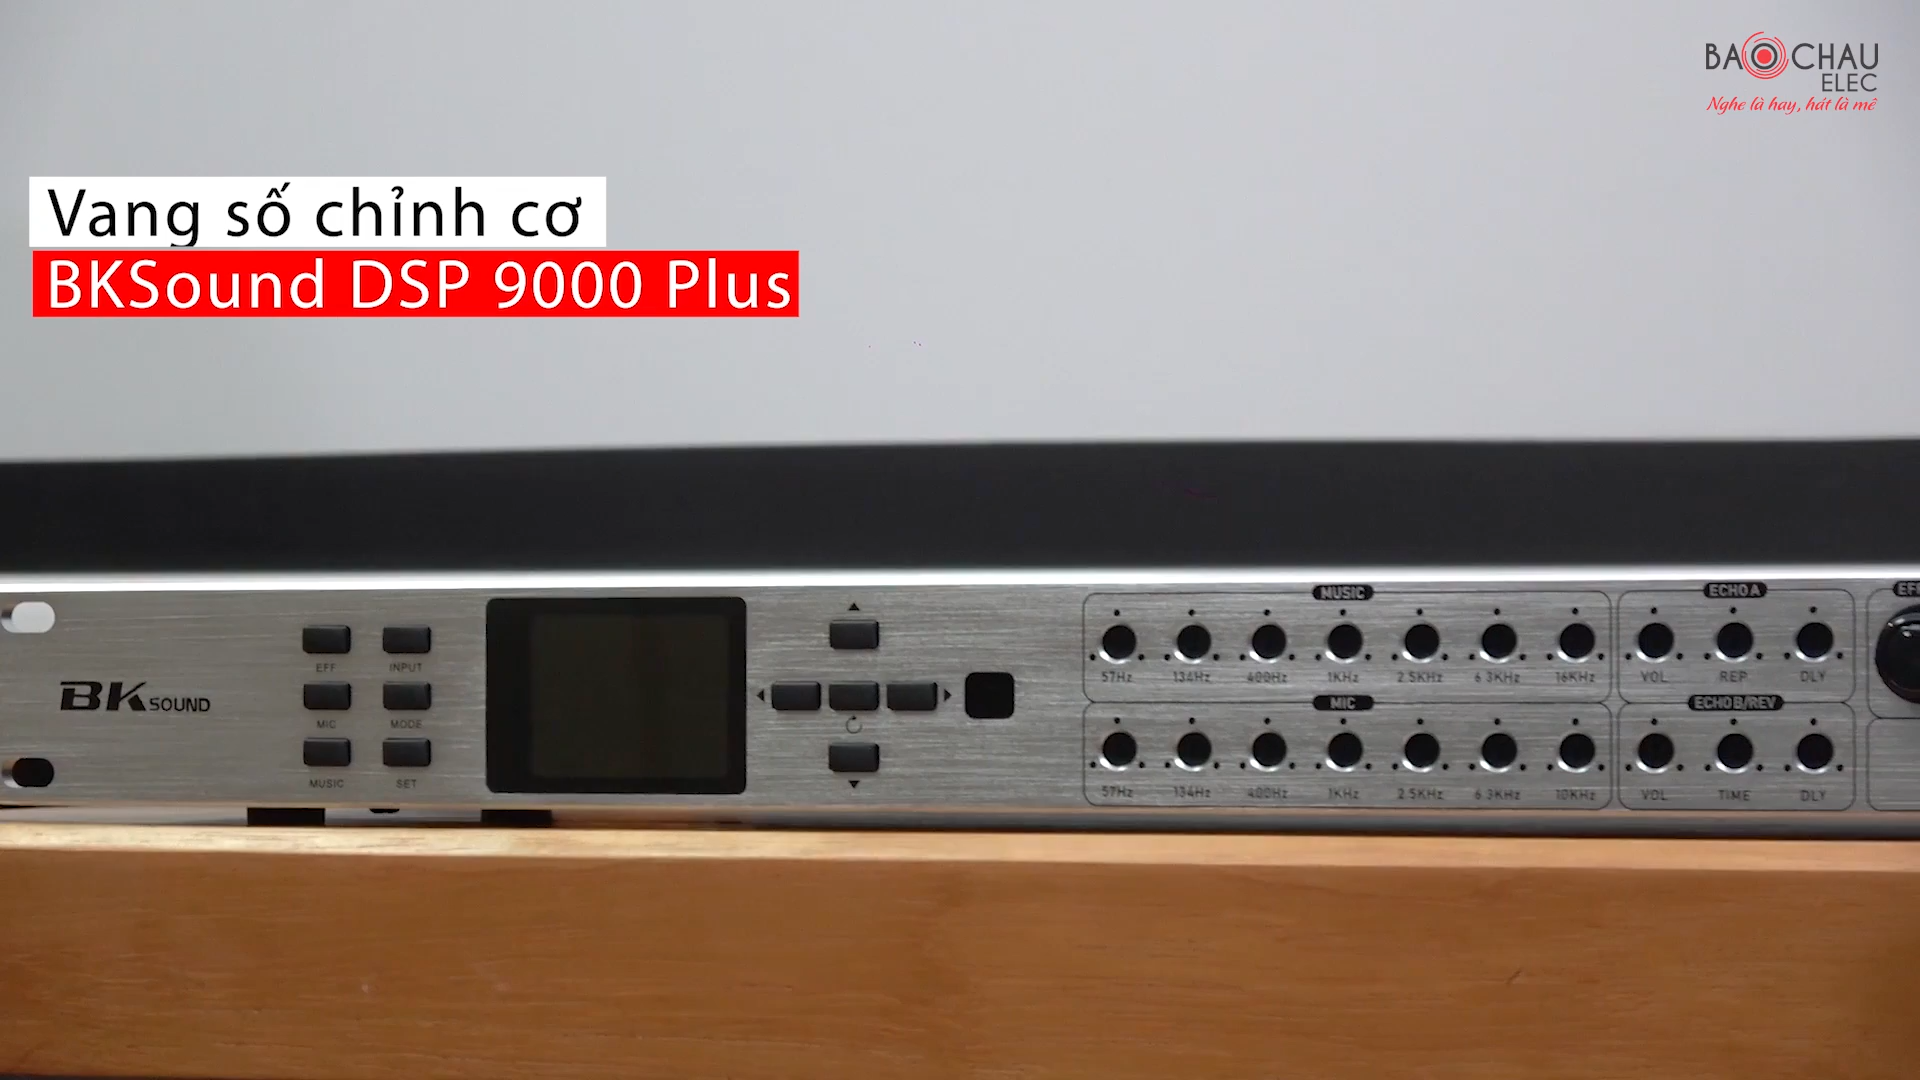 BAOCHAU
ELEC
Nghe là hay, hát là mê
Vang số chỉnh cơ
BKSound DSP 9000 Plus
MUSIC
ECHO A
57Hz 134Hz 400Hz 1KHz 2.5KHz 6.3KHz 16KHz
VOL REP DLY
EFF INPUT
BK SOUND
MIC MODE
MUSIC SET
MIC
ECHO B/REV
57Hz 134Hz 400Hz 1KHz 2.5KHz 6.3KHz 10KHz
VOL TIME DLY